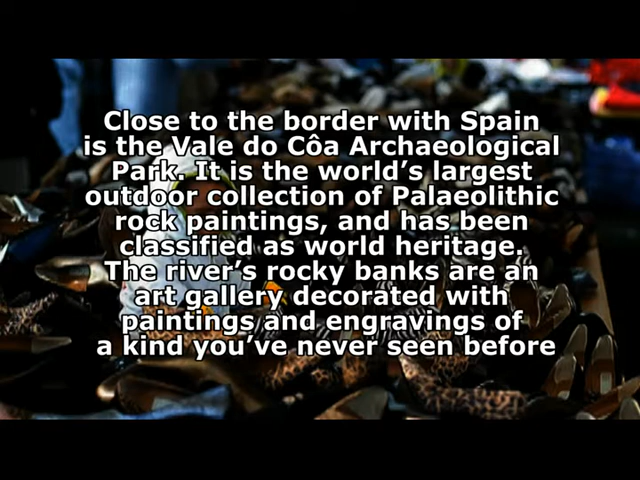 Close to the border with Spain
is the Vale do Côa Archaeological
Park. It is the world’s largest
outdoor collection of Palaeolithic
rock paintings, and has been
classified as world heritage.
The river’s rocky banks are an
art gallery decorated with
paintings and engravings of
a kind you’ve never seen before